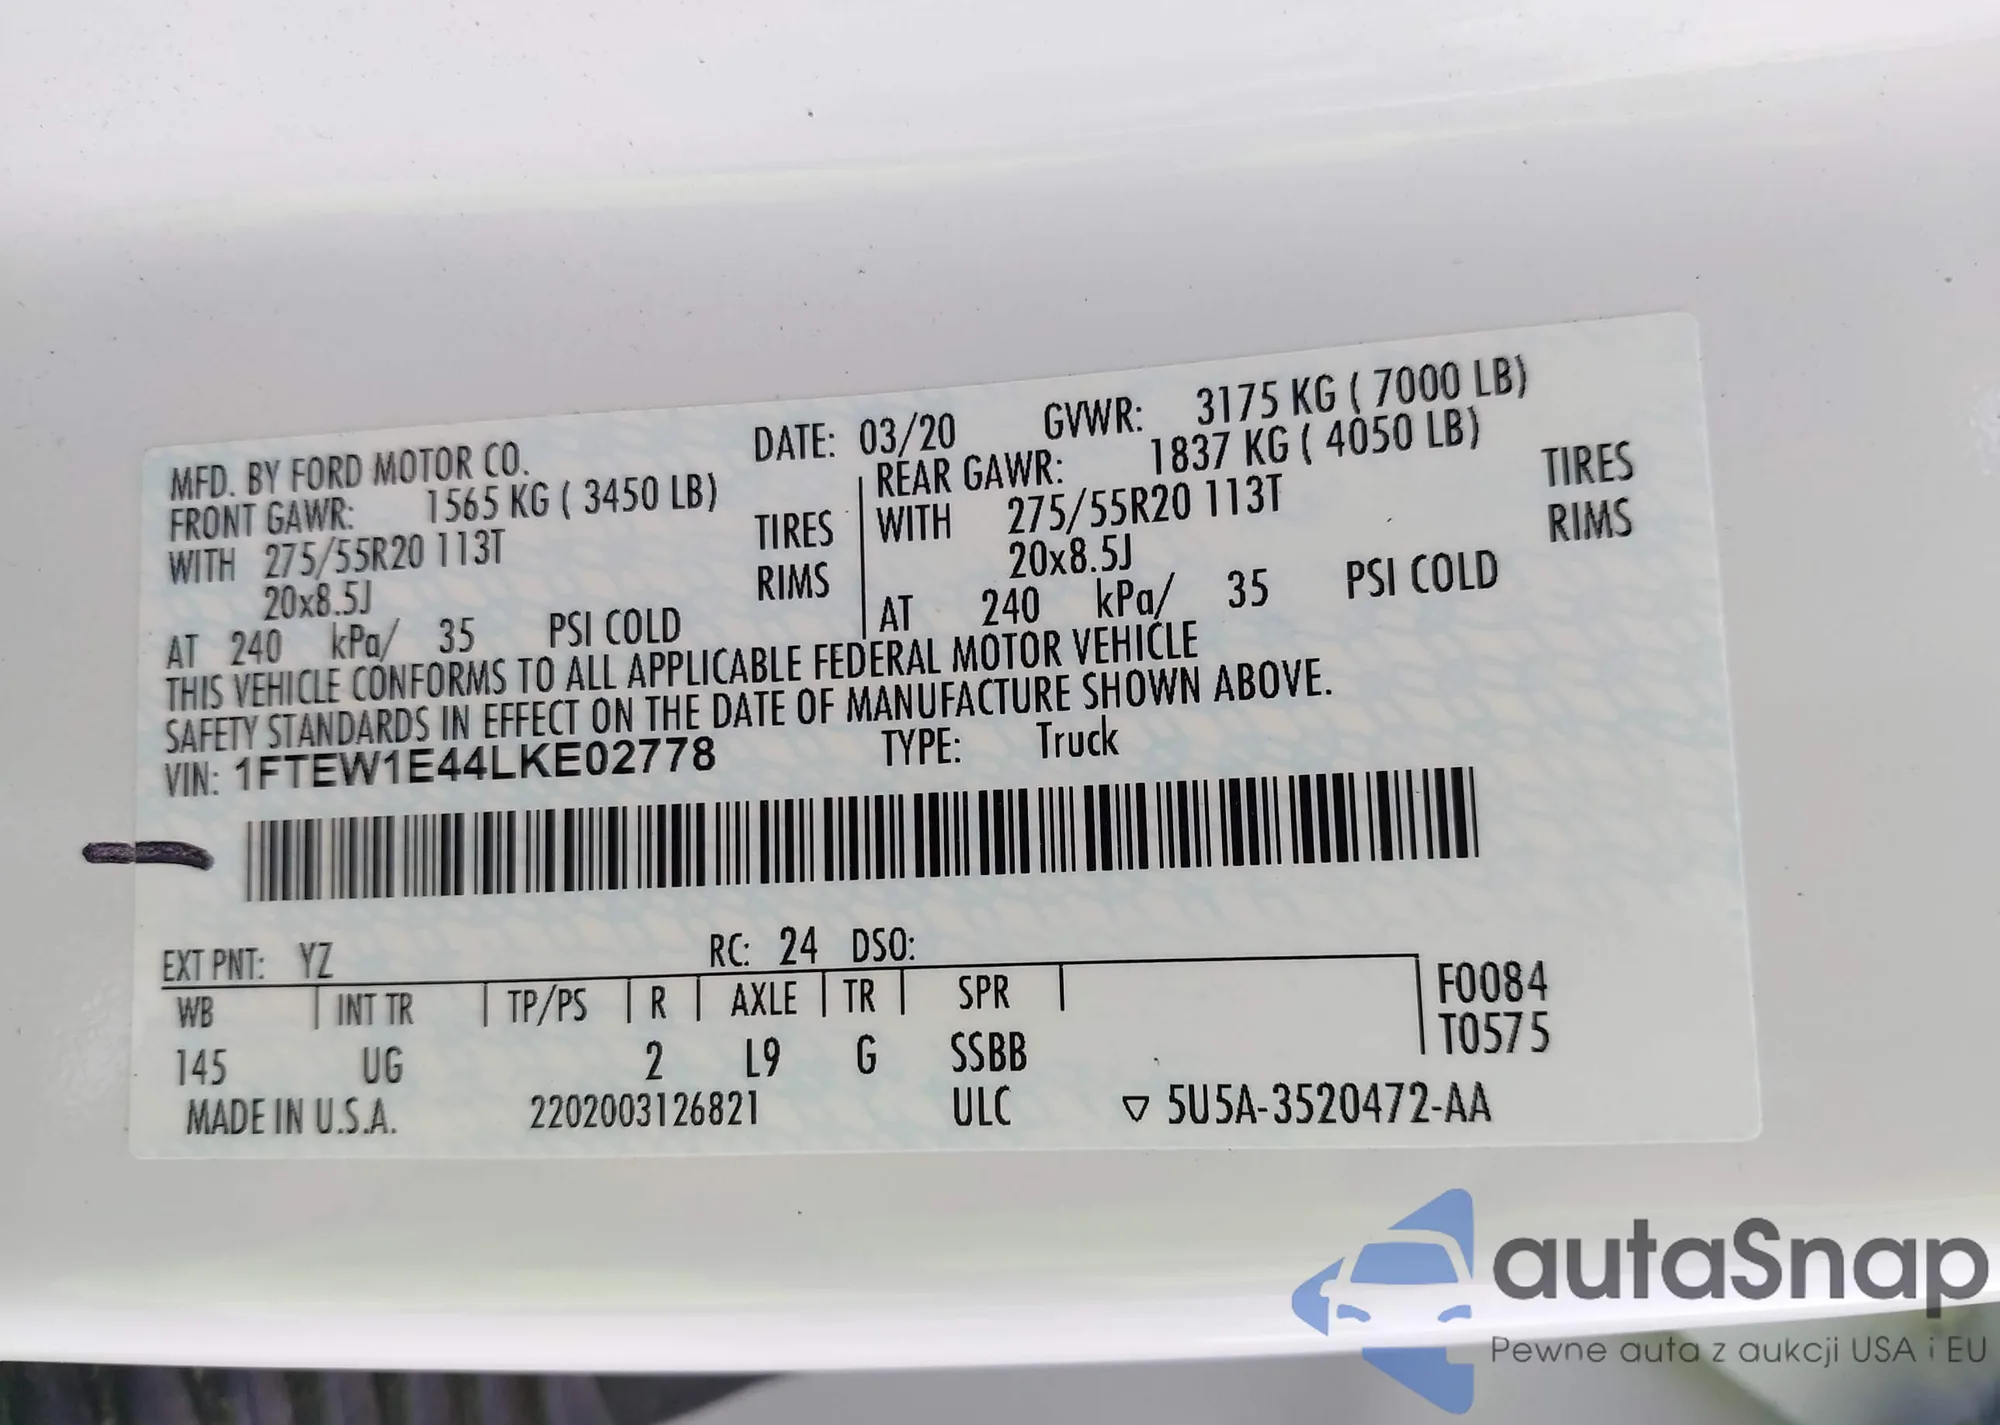 MFD. BY FORD MOTOR CO. DATE: 03/20 GVWR: 3175 KG ( 7000 LB)
FRONT GAWR: 1565 KG ( 3450 LB) REAR GAWR: 1837 KG ( 4050 LB)
WITH 275/55R20 113T TIRES WITH 275/55R20 113T TIRES
20x8.5J RIMS 20x8.5J RIMS
AT 240 kPa/ 35 PSI COLD AT 240 kPa/ 35 PSI COLD
THIS VEHICLE CONFORMS TO ALL APPLICABLE FEDERAL MOTOR VEHICLE
SAFETY STANDARDS IN EFFECT ON THE DATE OF MANUFACTURE SHOWN ABOVE.
VIN: 1FTEW1E44LKE02778 TYPE: Truck
EXT PNT: YZ RC: 24 DSO:
WB INT TR TP/PS R AXLE TR SPR F0084
T0575
145 UG 2 L9 G SSBB
MADE IN U.S.A. 2202003126821 ULC ▽ 5U5A-3520472-AA
autaSnap
Pewne auta z aukcji USA i EU